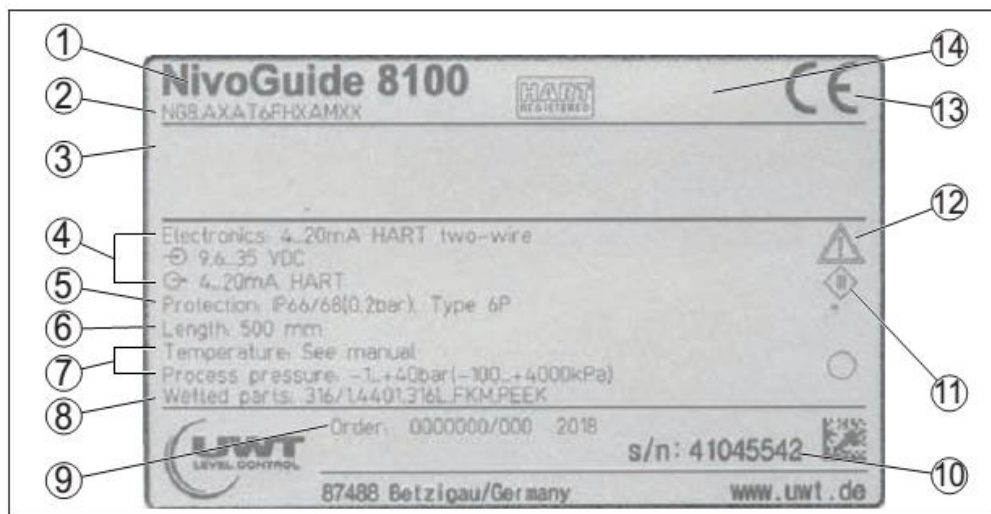 ① NivoGuide 8100 ⑭
② NG8.AXAT6FHXAMXX HART REGISTERED CE ⑬
③
④ Electronics: 4...20mA HART two-wire ⑫
9.6...35 VDC
4...20mA HART
⑤ Protection: IP66/68(0.2bar), Type 6P
⑥ Length: 500 mm
⑦ Temperature: See manual
Process pressure: -1...+40bar(-100...+4000kPa) ⑪
⑧ Wetted parts: 316/1.4401,316L,FKM,PEEK
⑨ Order: 0000000/000 2018
UWT
LEVEL CONTROL
s/n: 41045542 ⑩
87488 Betzigau/Germany www.uwt.de